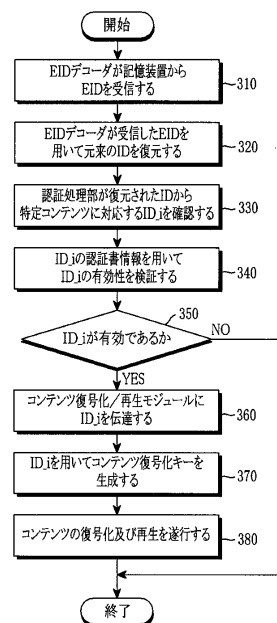 開始
EIDデコーダが記憶装置から
EIDを受信する
310
EIDデコーダが受信したEIDを
用いて元来のIDを復元する
320
認証処理部が復元されたIDから
特定コンテンツに対応するID_iを確認する
330
ID_iの認証書情報を用いて
ID_iの有効性を検証する
340
350
ID_iが有効であるか
NO
YES
コンテンツ復号化/再生モジュールに
ID_iを伝達する
360
ID_iを用いてコンテンツ復号化キーを
生成する
370
コンテンツの復号化及び再生を遂行する
380
終了